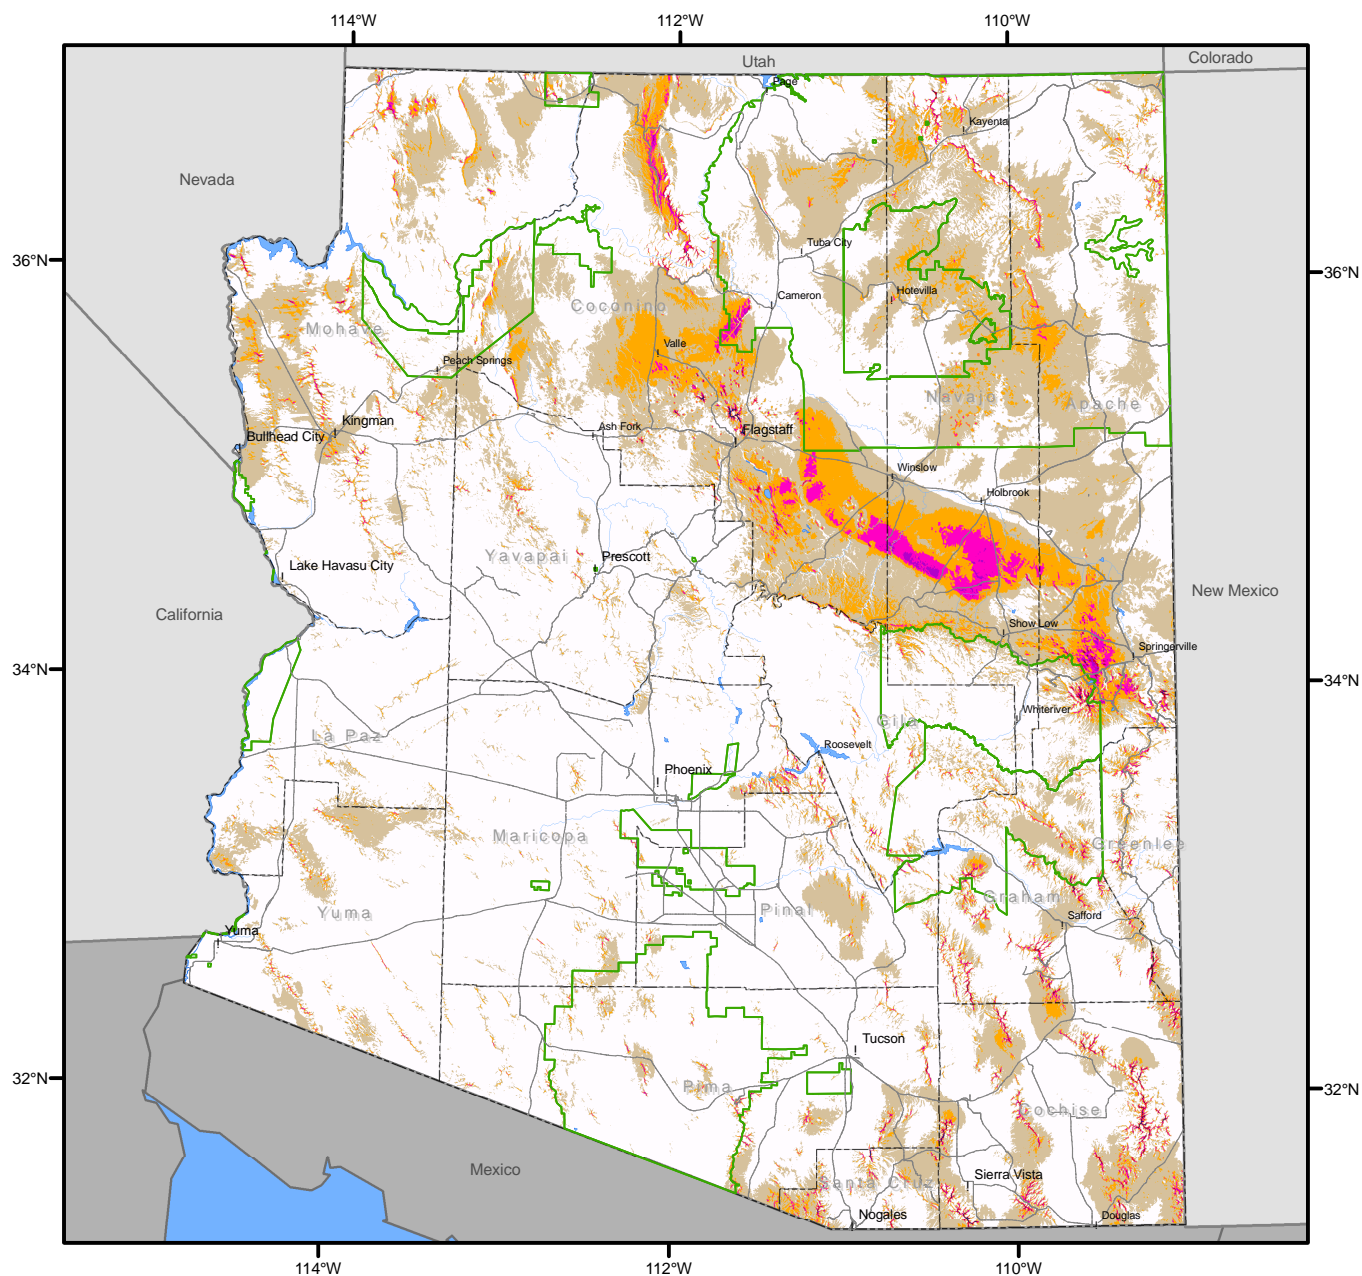 114°W
112°W
110°W
Utah
Colorado
Page
Kayenta
Nevada
Tuba City
36°N
36°N
Hotevilla
Cameron
Coconino
Mohave
Valle
Peach Springs
Navajo
Apache
Kingman
Ash Fork
Flagstaff
Bullhead City
Winslow
Holbrook
Yavapai
Prescott
Lake Havasu City
New Mexico
California
Show Low
Springerville
34°N
34°N
Whiteriver
Gila
La Paz
Roosevelt
Phoenix
Maricopa
Greenlee
Graham
Yuma
Pinal
Safford
Yuma
Tucson
32°N
32°N
Pima
Cochise
Mexico
Sierra Vista
Santa Cruz
Nogales
Douglas
114°W
112°W
110°W